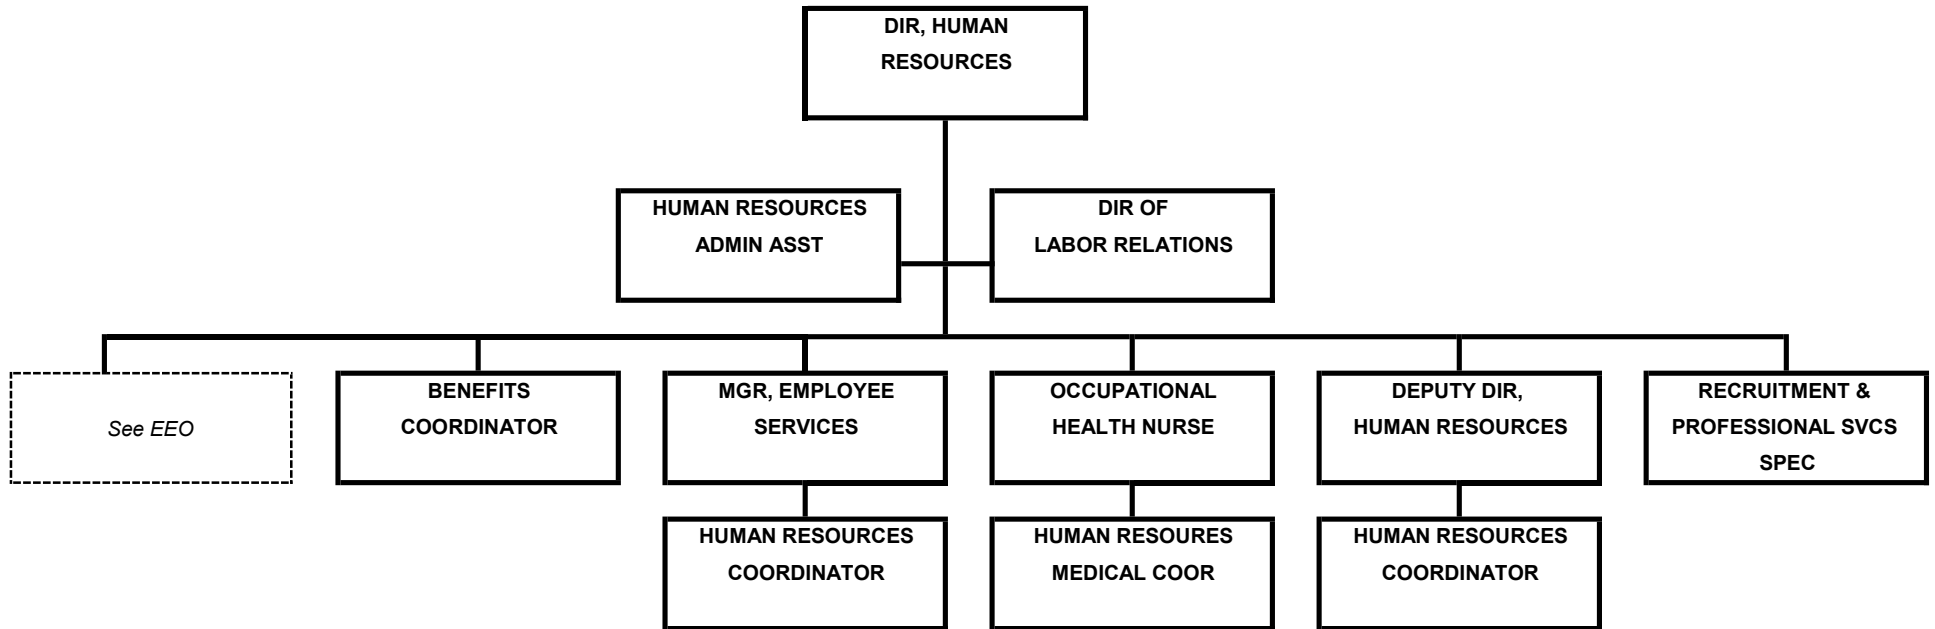 DIR, HUMAN
RESOURCES
HUMAN RESOURCES
ADMIN ASST
DIR OF
LABOR RELATIONS
See EEO
BENEFITS
COORDINATOR
MGR, EMPLOYEE
SERVICES
OCCUPATIONAL
HEALTH NURSE
DEPUTY DIR,
HUMAN RESOURCES
RECRUITMENT &
PROFESSIONAL SVCS
SPEC
HUMAN RESOURCES
COORDINATOR
HUMAN RESOURES
MEDICAL COOR
HUMAN RESOURCES
COORDINATOR